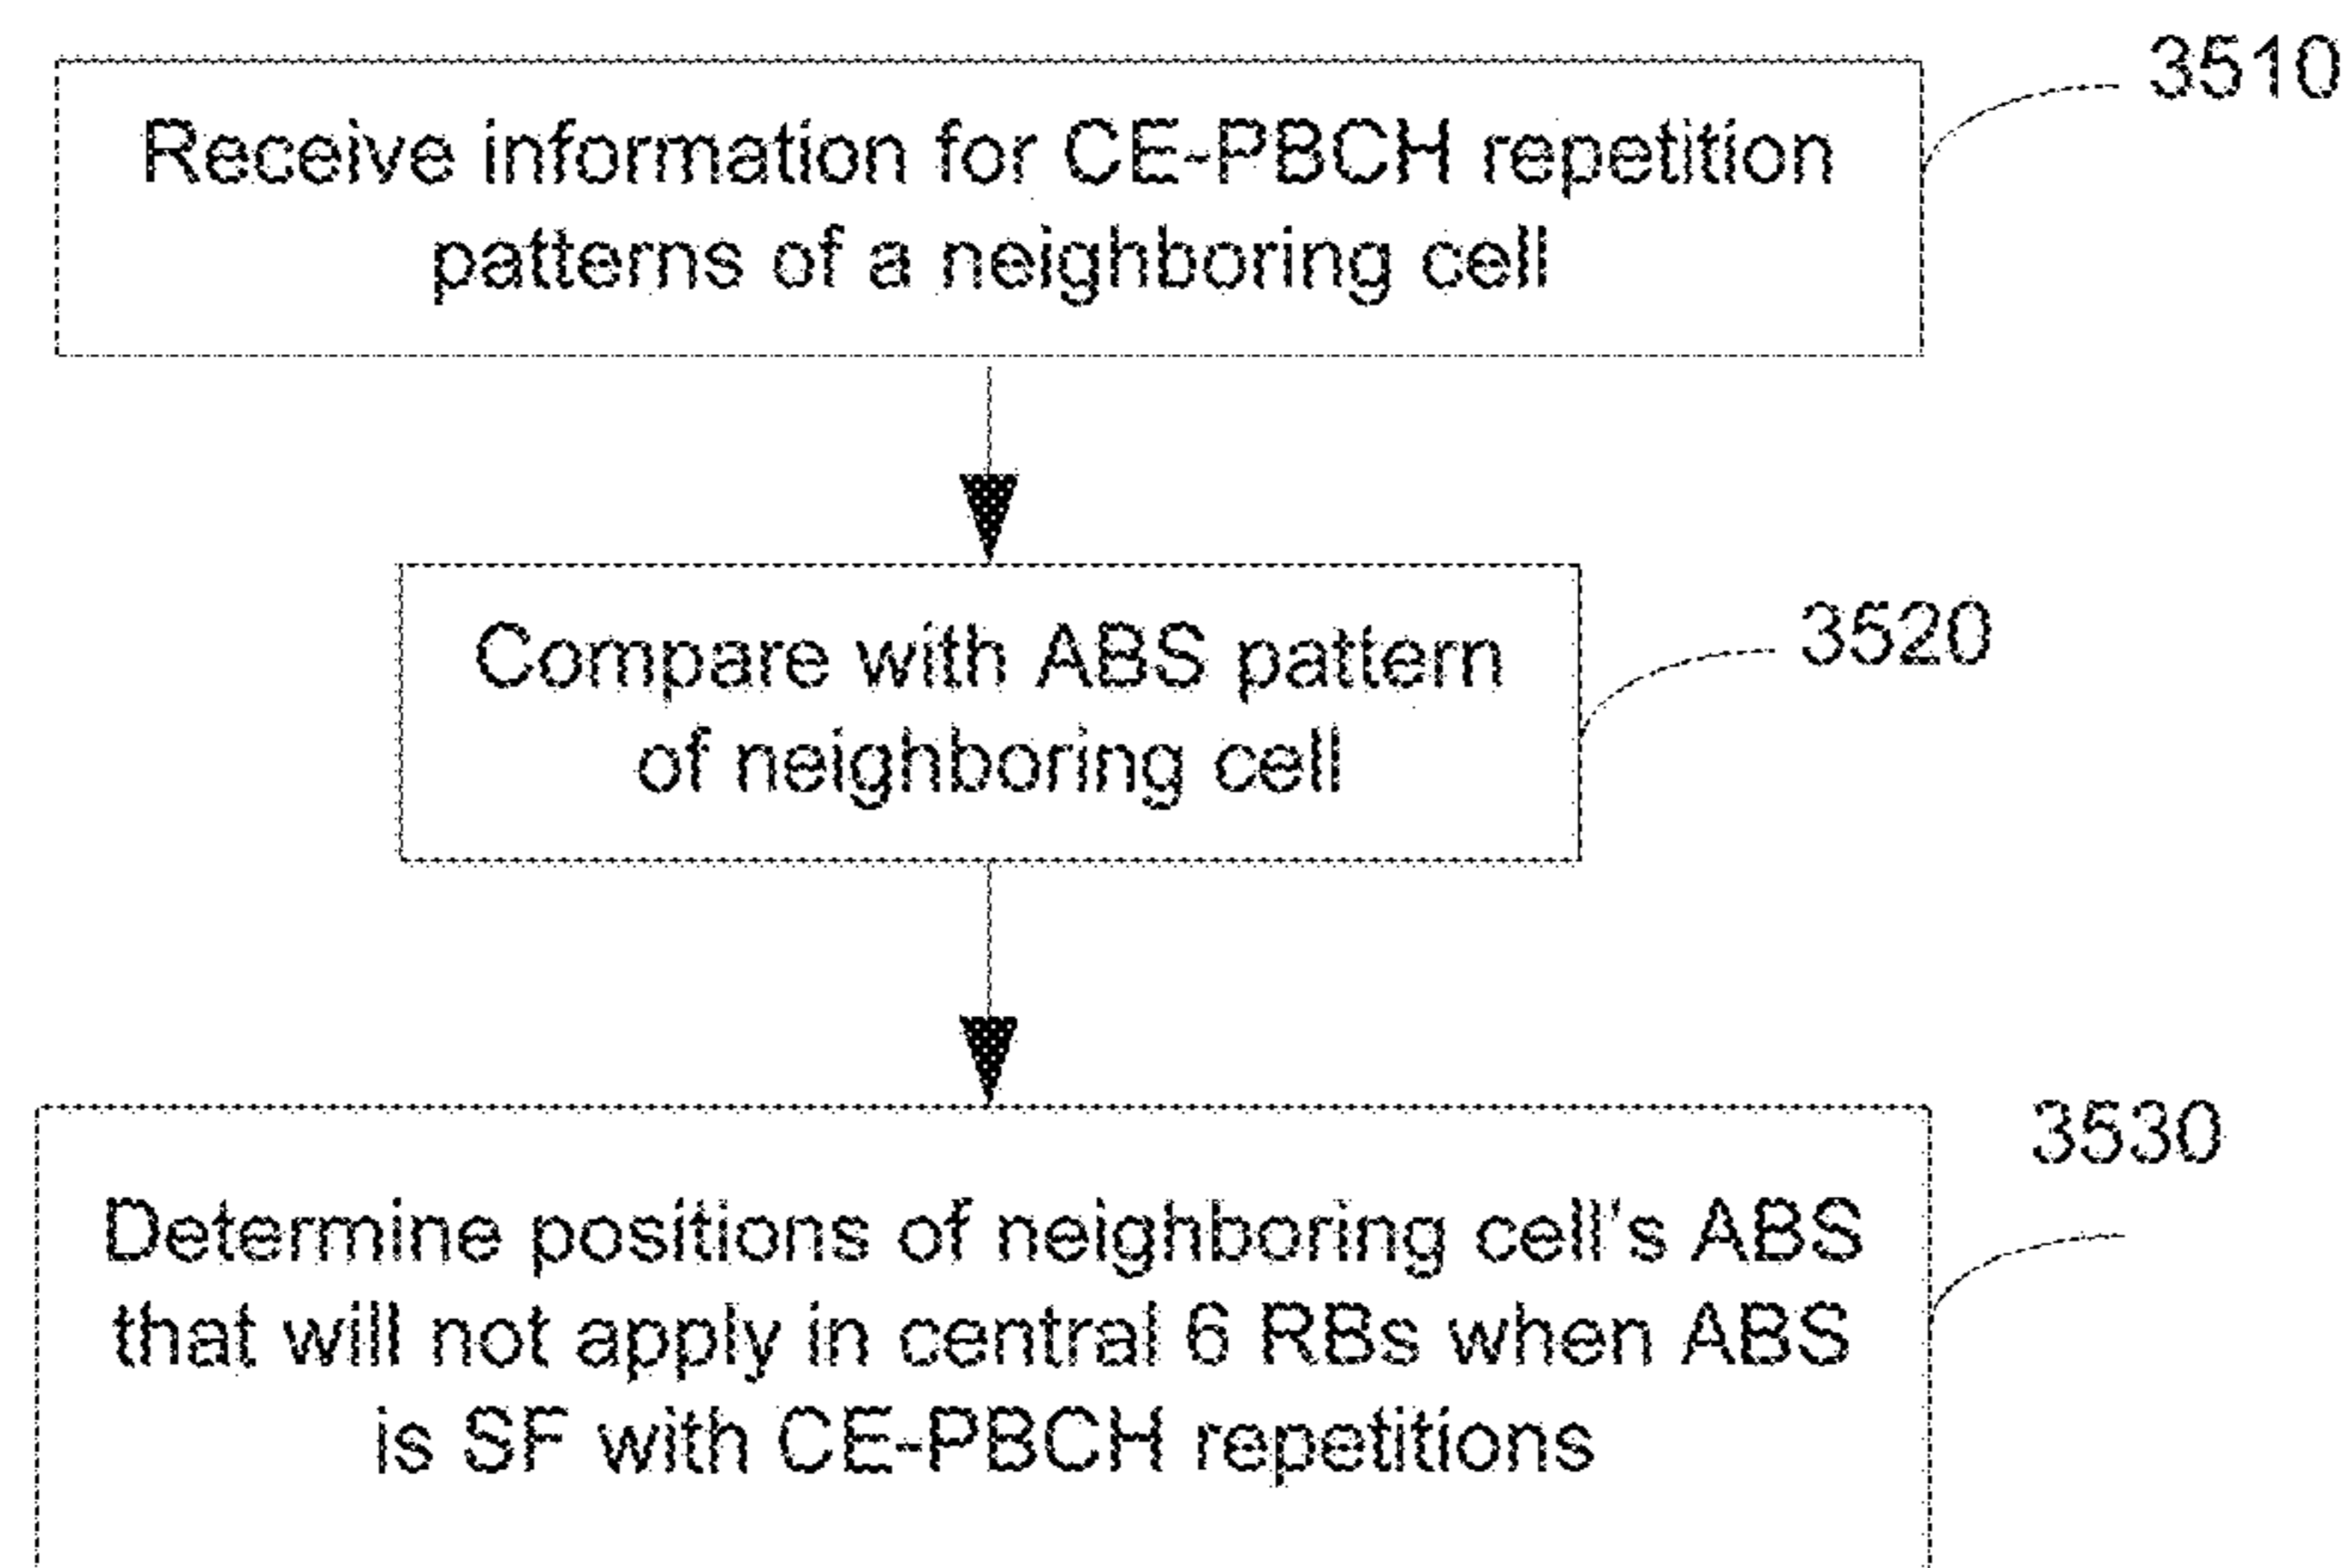 3510
Receive information for CE-PBCH repetition
patterns of a neighboring cell
3520
Compare with ABS pattern
of neighboring cell
3530
Determine positions of neighboring cell's ABS
that will not apply in central 6 RBs when ABS
is SF with CE-PBCH repetitions